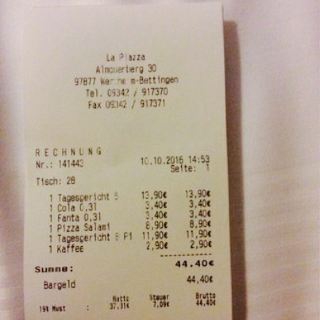 La Piazza
Almosenberg 30
97877 Wertheim-Bettingen
Tel. 09342 / 917370
Fax 09342 / 917371
RECHNUNG
Nr.: 141443 10.10.2016 14:53
Seite: 1
Tisch: 28
1 Tagesgericht 5 13,90€ 13,90€
1 Cola 0,3l 3,40€ 3,40€
1 Fanta 0,3l 3,40€ 3,40€
1 Pizza Salami 8,90€ 8,90€
1 Tagesgericht 8 P1 11,90€ 11,90€
1 Kaffee 2,90€ 2,90€
Summe: 44,40€
Bargeld 44,40€
Netto Steuer Brutto
19% Mwst : 37,31€ 7,09€ 44,40€